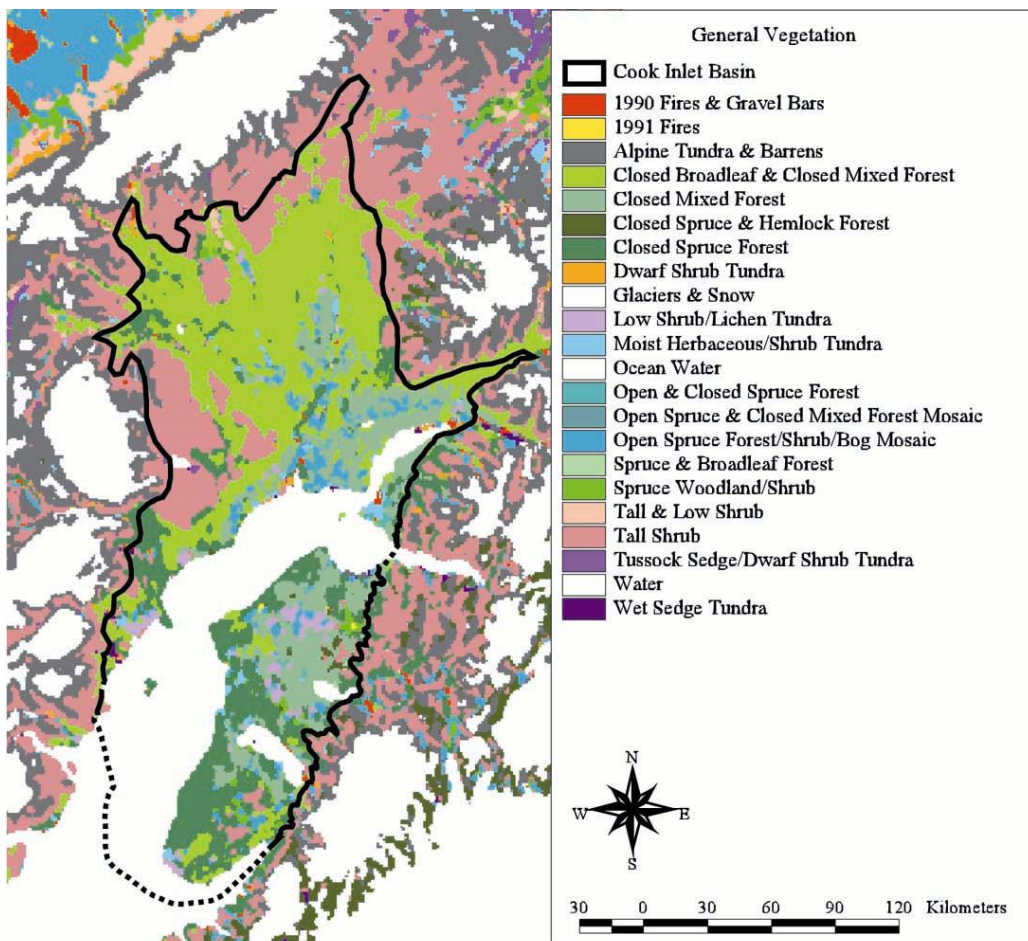 General Vegetation
Cook Inlet Basin
1990 Fires & Gravel Bars
1991 Fires
Alpine Tundra & Barrens
Closed Broadleaf & Closed Mixed Forest
Closed Mixed Forest
Closed Spruce & Hemlock Forest
Closed Spruce Forest
Dwarf Shrub Tundra
Glaciers & Snow
Low Shrub/Lichen Tundra
Moist Herbaceous/Shrub Tundra
Ocean Water
Open & Closed Spruce Forest
Open Spruce & Closed Mixed Forest Mosaic
Open Spruce Forest/Shrub/Bog Mosaic
Spruce & Broadleaf Forest
Spruce Woodland/Shrub
Tall & Low Shrub
Tall Shrub
Tussock Sedge/Dwarf Shrub Tundra
Water
Wet Sedge Tundra
N
W E
S
30 0 30 60 90 120 Kilometers